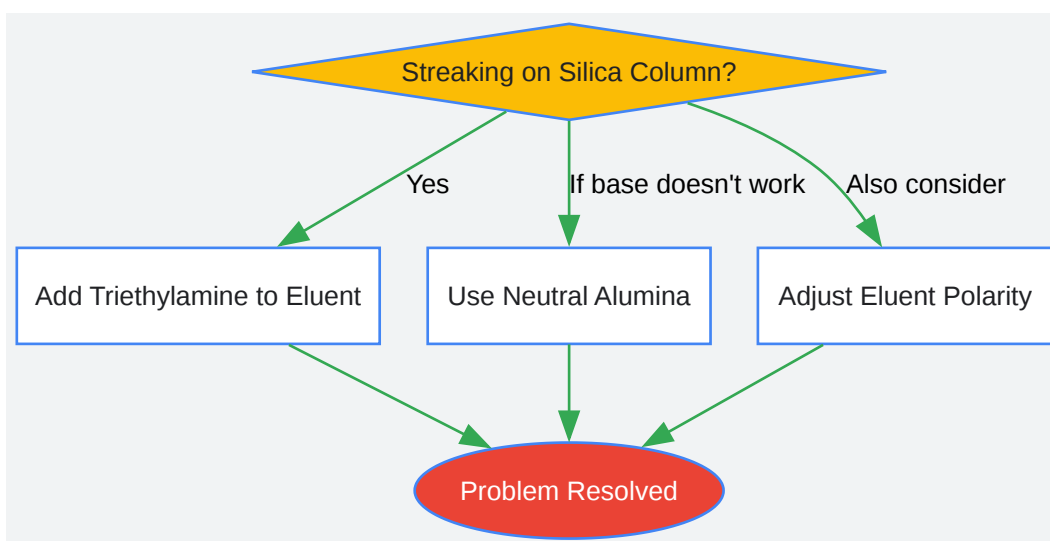 Streaking on Silica Column?
Yes
If base doesn't work
Also consider
Add Triethylamine to Eluent
Use Neutral Alumina
Adjust Eluent Polarity
Problem Resolved